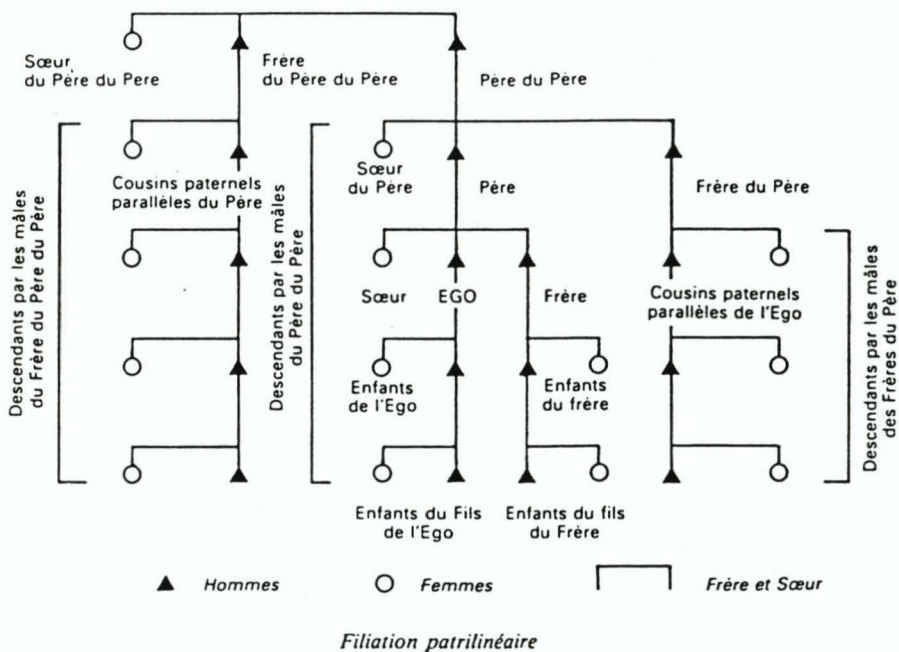 Sœur
du Père du Pere
Frère
du Père du Père
Père du Père
Sœur
du Père
Père
Frère du Père
Cousins paternels
parallèles du Père
Descendants par les mâles
du Frère du Père du Père
Descendants par les mâles
du Père du Père
Sœur
EGO
Frère
Cousins paternels
parallèles de l'Ego
Descendants par les mâles
des Frères du Père
Enfants
de l'Ego
Enfants
du frère
Enfants du Fils
de l'Ego
Enfants du fils
du Frère
Hommes
Femmes
Frère et Sœur
Filiation patrilinéaire